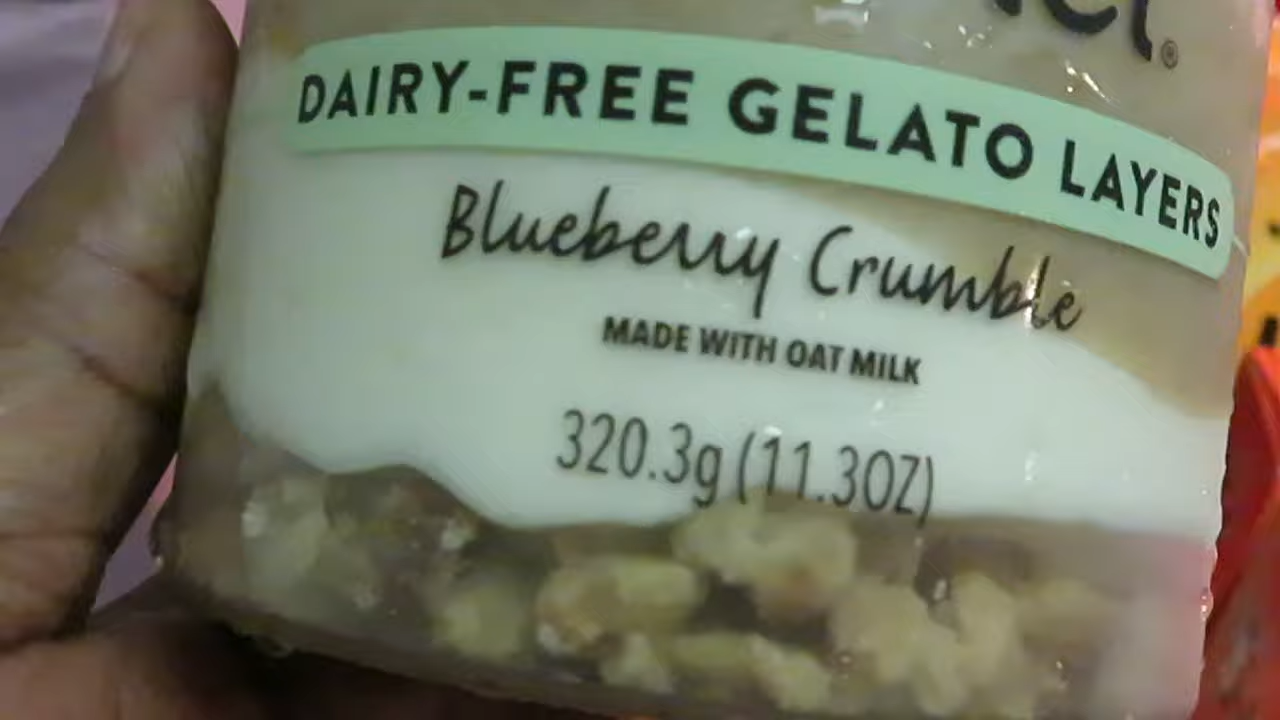 ®
DAIRY-FREE GELATO LAYERS
Blueberry Crumble
MADE WITH OAT MILK
320.3g (11.3OZ)